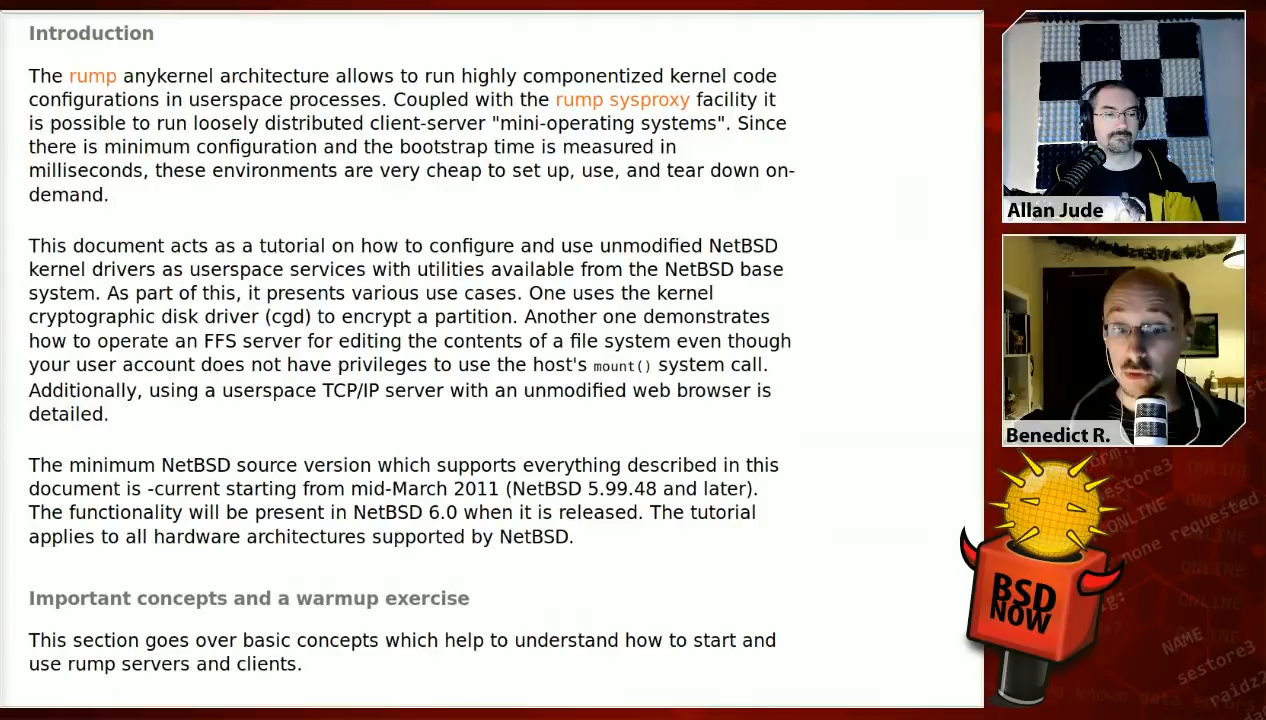 Introduction
The rump anykernel architecture allows to run highly componentized kernel code
configurations in userspace processes. Coupled with the rump sysproxy facility it
is possible to run loosely distributed client-server "mini-operating systems". Since
there is minimum configuration and the bootstrap time is measured in
milliseconds, these environments are very cheap to set up, use, and tear down on-
demand.
This document acts as a tutorial on how to configure and use unmodified NetBSD
kernel drivers as userspace services with utilities available from the NetBSD base
system. As part of this, it presents various use cases. One uses the kernel
cryptographic disk driver (cgd) to encrypt a partition. Another one demonstrates
how to operate an FFS server for editing the contents of a file system even though
your user account does not have privileges to use the host's mount() system call.
Additionally, using a userspace TCP/IP server with an unmodified web browser is
detailed.
The minimum NetBSD source version which supports everything described in this
document is -current starting from mid-March 2011 (NetBSD 5.99.48 and later).
The functionality will be present in NetBSD 6.0 when it is released. The tutorial
applies to all hardware architectures supported by NetBSD.
Important concepts and a warmup exercise
This section goes over basic concepts which help to understand how to start and
use rump servers and clients.
Allan Jude
Benedict R.
BSD
NOW
ONLINE
ONLINE
none requested
ONLINE
ONLINE
NAME
sestore3
raidz2
known data errors